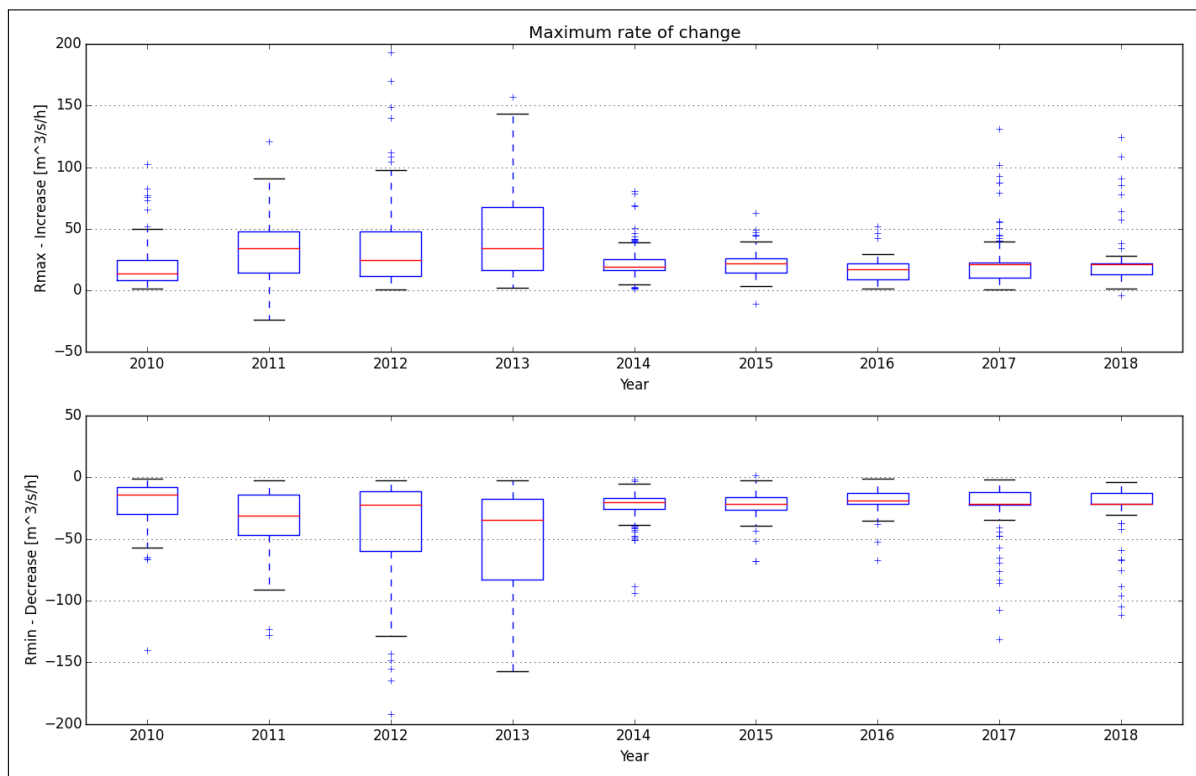 Maximum rate of change
Rmax - Increase [m^3/s/h]
200
150
100
50
0
−50
2010 2011 2012 2013 2014 2015 2016 2017 2018
Year
Rmin - Decrease [m^3/s/h]
50
0
−50
−100
−150
−200
2010 2011 2012 2013 2014 2015 2016 2017 2018
Year